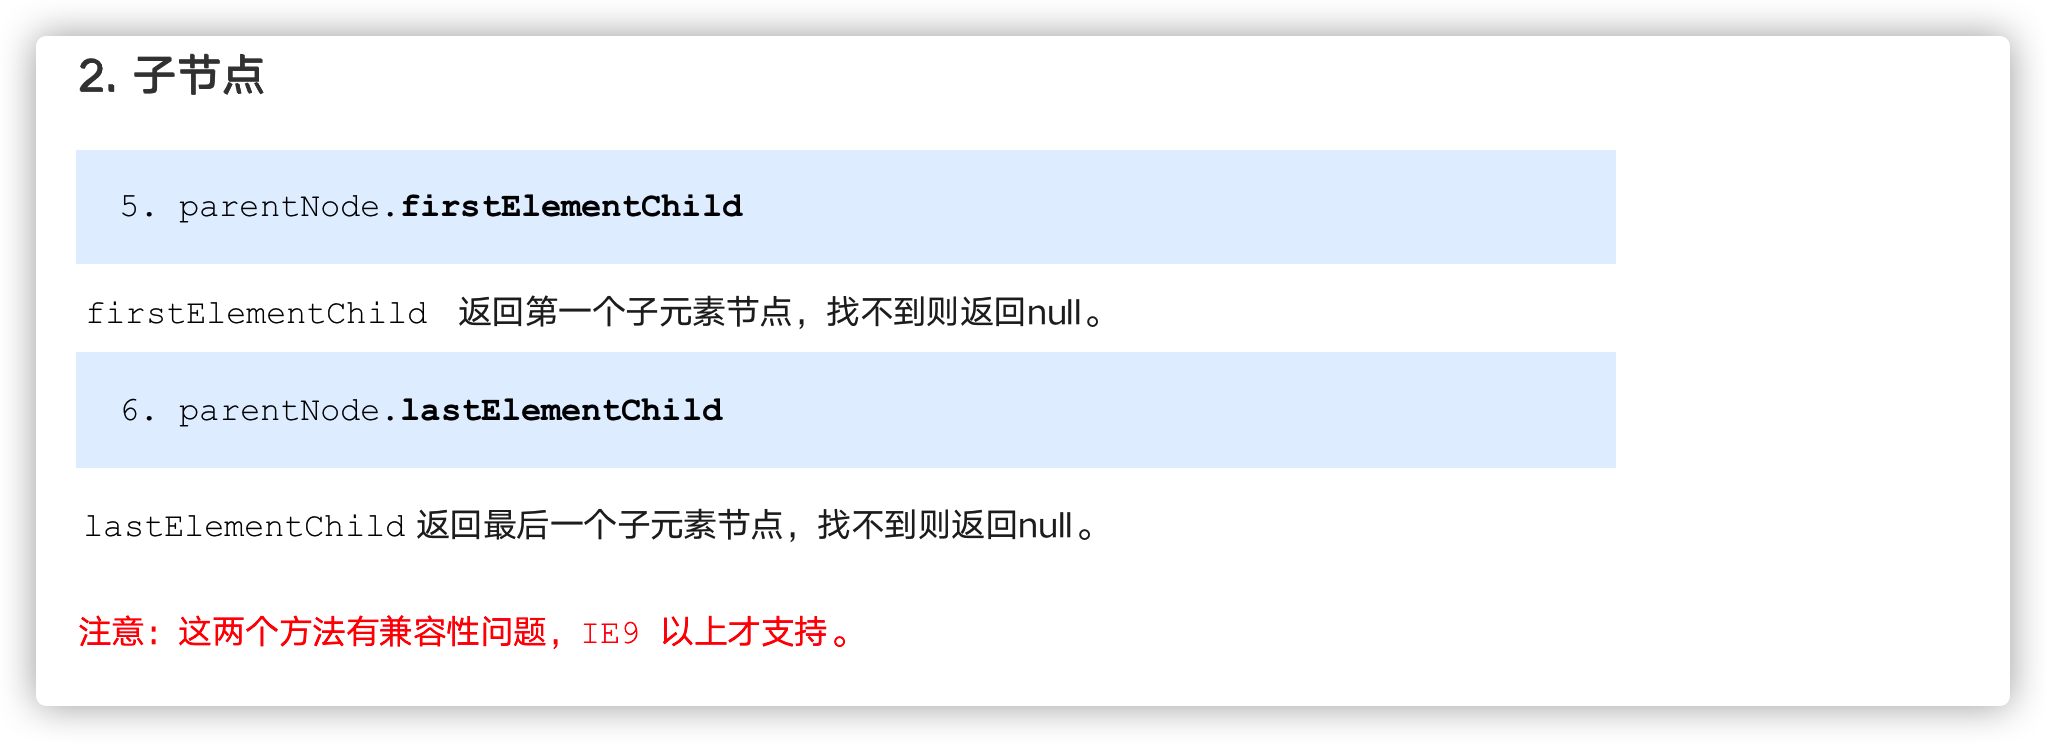 2. 子节点
5. parentNode.firstElementChild
firstElementChild 返回第一个子元素节点，找不到则返回null。
6. parentNode.lastElementChild
lastElementChild 返回最后一个子元素节点，找不到则返回null。
注意：这两个方法有兼容性问题，IE9 以上才支持。